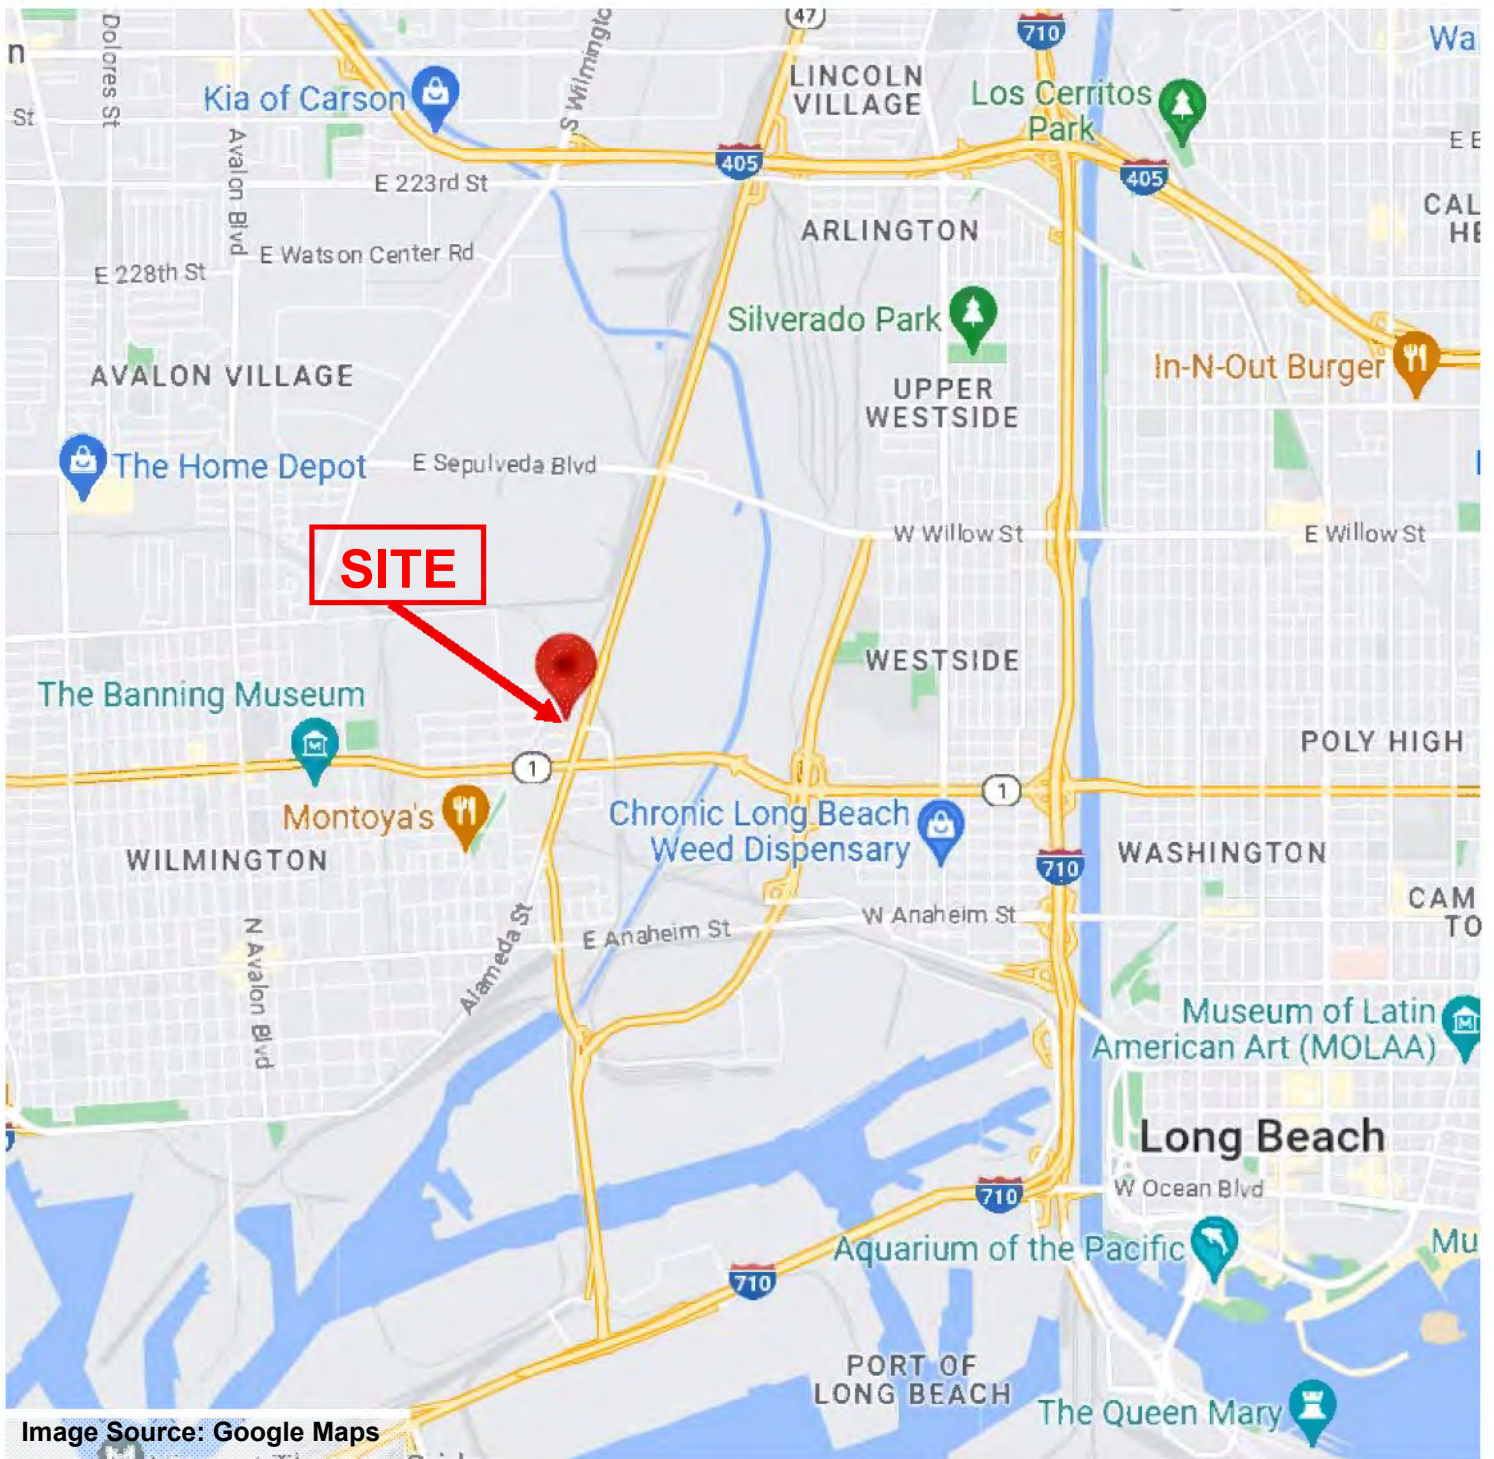 47
710
Wa
n
Dolores St
S Wilmingto
LINCOLN
VILLAGE
Kia of Carson
Los Cerritos
Park
St
Avalon Blvd
405
E E
405
E 223rd St
CAL
HE
ARLINGTON
E Watson Center Rd
E 228th St
Silverado Park
In-N-Out Burger
AVALON VILLAGE
UPPER
WESTSIDE
The Home Depot
E Sepulveda Blvd
W Willow St
E Willow St
SITE
WESTSIDE
The Banning Museum
POLY HIGH
1
1
Montoya's
Chronic Long Beach
Weed Dispensary
WILMINGTON
710
WASHINGTON
CAM
TO
N Avalon Blvd
Alameda St
E Anaheim St
W Anaheim St
Museum of Latin
American Art (MOLAA)
Long Beach
710
W Ocean Blvd
Aquarium of the Pacific
Mu
710
PORT OF
LONG BEACH
The Queen Mary
Image Source: Google Maps